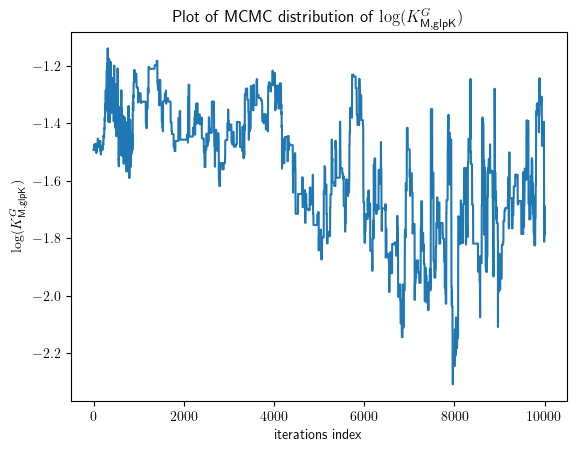 Plot of MCMC distribution of log(K^G_M,glpK)
−1.2
−1.4
−1.6
−1.8
−2.0
−2.2
log(K^G_M,glpK)
0 2000 4000 6000 8000 10000
iterations index